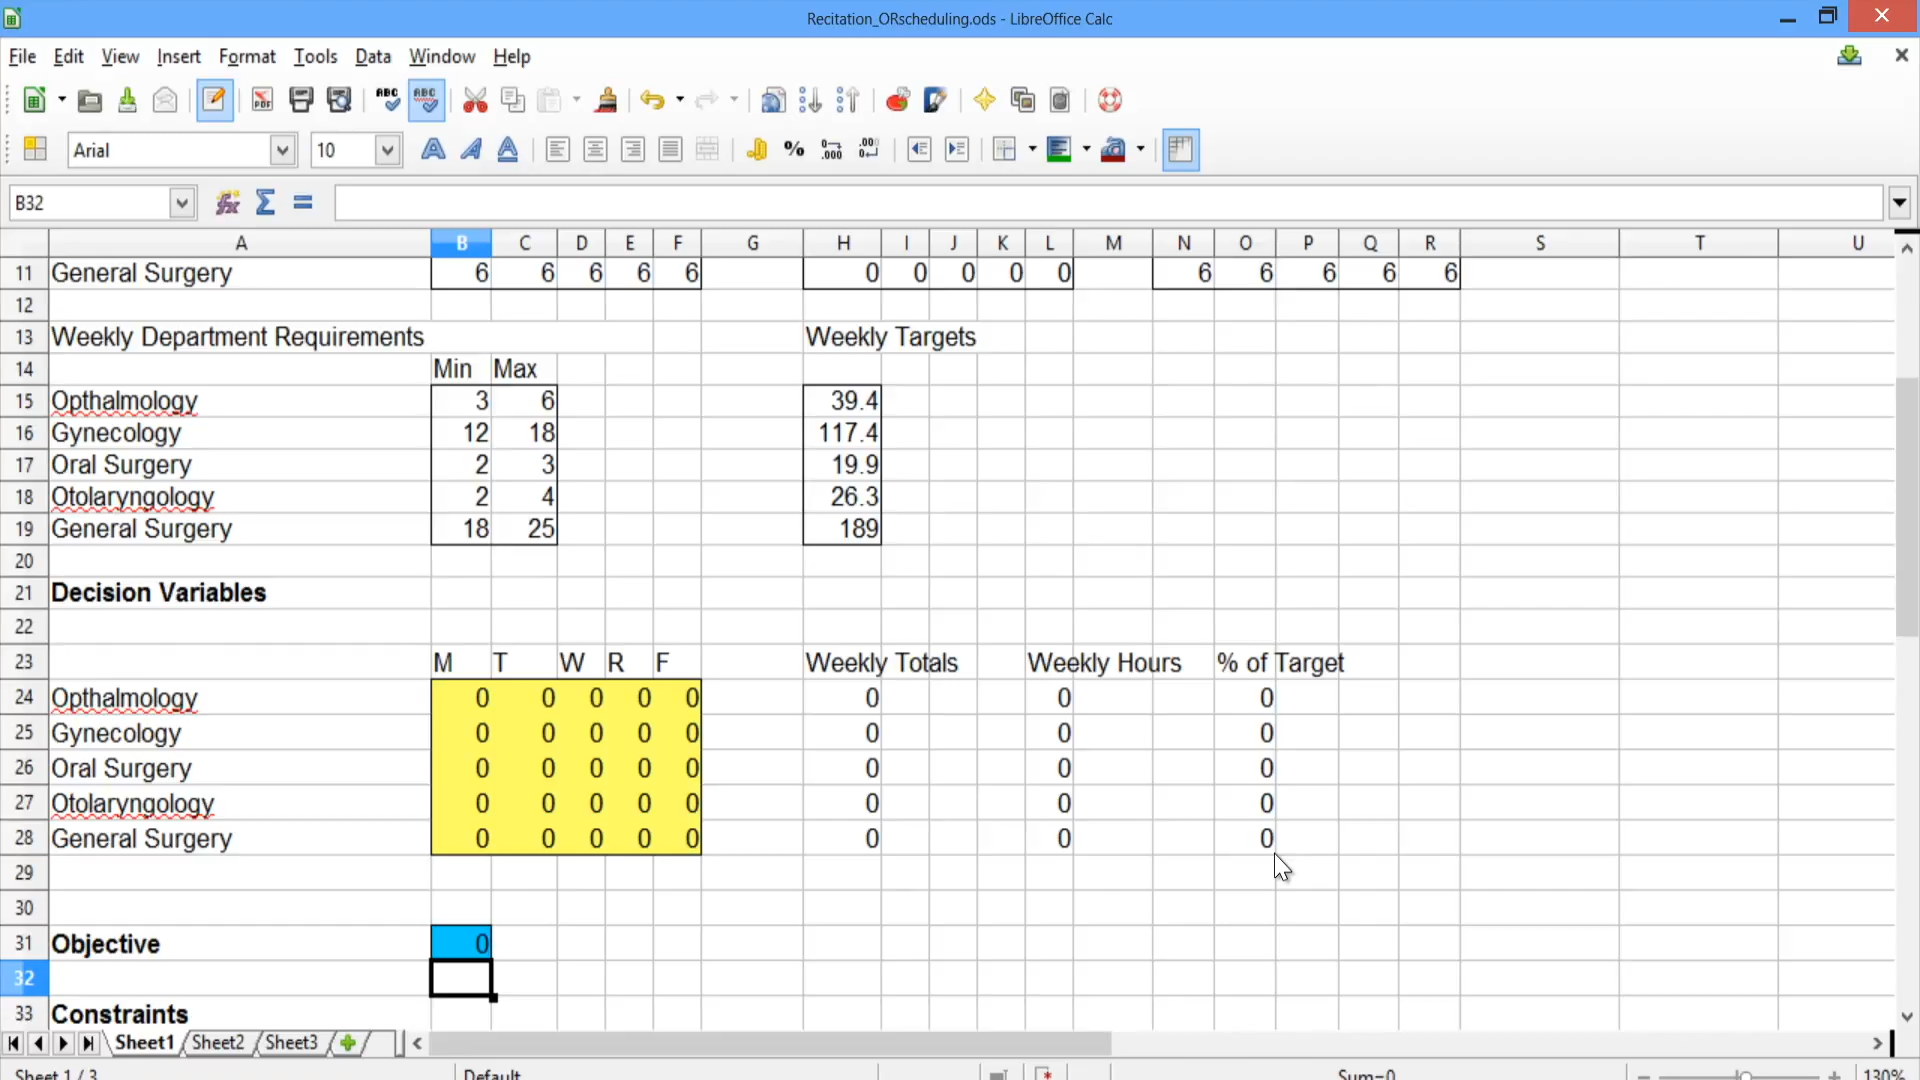 Recitation_ORscheduling.ods - LibreOffice Calc
File Edit View Insert Format Tools Data Window Help
Arial 10
B32
A B C D E F G H I J K L M N O P Q R S T U
11 General Surgery 6 6 6 6 6 0 0 0 0 0 6 6 6 6 6
12
13 Weekly Department Requirements Weekly Targets
14 Min Max
15 Opthalmology 3 6 39.4
16 Gynecology 12 18 117.4
17 Oral Surgery 2 3 19.9
18 Otolaryngology 2 4 26.3
19 General Surgery 18 25 189
20
21 Decision Variables
22
23 M T W R F Weekly Totals Weekly Hours % of Target
24 Opthalmology 0 0 0 0 0 0 0 0
25 Gynecology 0 0 0 0 0 0 0 0
26 Oral Surgery 0 0 0 0 0 0 0 0
27 Otolaryngology 0 0 0 0 0 0 0 0
28 General Surgery 0 0 0 0 0 0 0 0
29
30
31 Objective 0
32
33 Constraints
Sheet1 Sheet2 Sheet3
Sheet 1 / 3 Default Sum=0 130%